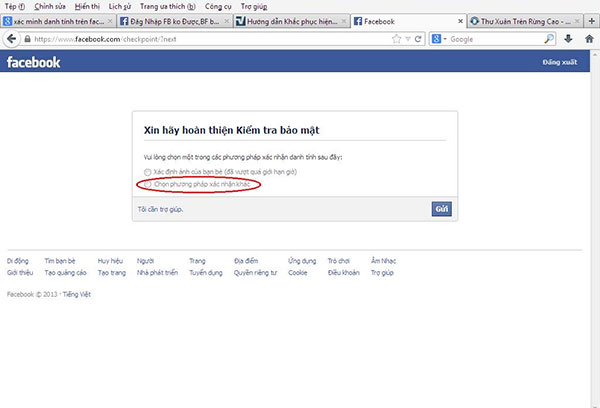 Tệp (f) Chỉnh sửa Hiển thị Lịch sử Trang đánh dấu Công cụ Trợ giúp
xác minh danh tính trên fac... Đăg Nhập FB ko Được,BF b... Hướng dẫn Khắc phục hiện... Facebook Thư Xuân Trên Rừng Cao - ...
https://www.facebook.com/checkpoint/?next Google
facebook Đăng xuất
Xin hãy hoàn thiện Kiểm tra bảo mật
Vui lòng chọn một trong các phương pháp xác nhận danh tính sau đây:
Xác định ảnh của bạn bè (đã vượt quá giới hạn giờ)
Chọn phương pháp xác nhận khác
Tôi cần trợ giúp. Gửi
Di động Tìm bạn bè Huy hiệu Người Trang Địa điểm Ứng dụng Trò chơi Âm Nhạc
Giới thiệu Tạo quảng cáo Tạo trang Nhà phát triển Tuyển dụng Quyền riêng tư Cookie Điều khoản Trợ giúp
Facebook © 2013 · Tiếng Việt